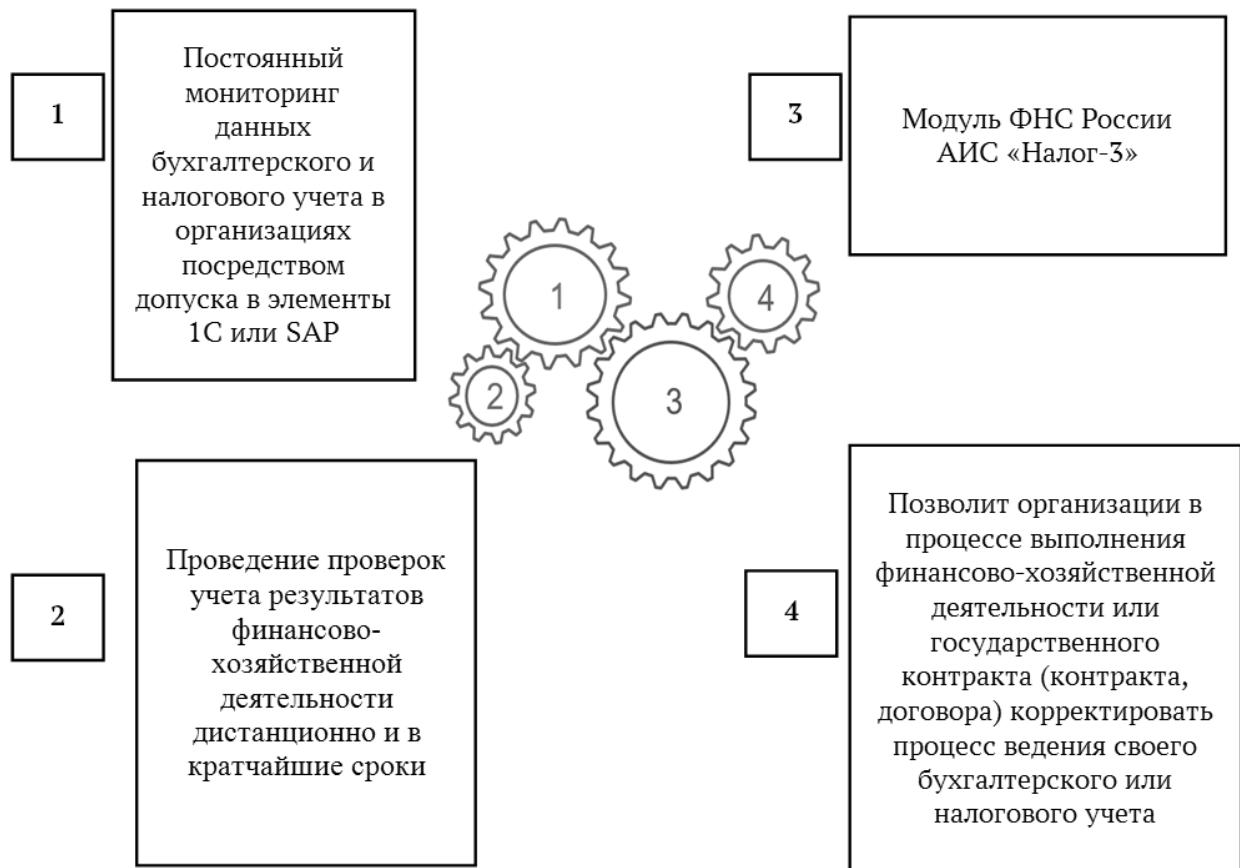 1
Постоянный
мониторинг
данных
бухгалтерского и
налогового учета в
организациях
посредством
допуска в элементы
1С или SAP
3
Модуль ФНС России
АИС «Налог-3»
1
4
2
3
2
Проведение проверок
учета результатов
финансово-
хозяйственной
деятельности
дистанционно и в
кратчайшие сроки
4
Позволит организации в
процессе выполнения
финансово-хозяйственной
деятельности или
государственного
контракта (контракта,
договора) корректировать
процесс ведения своего
бухгалтерского или
налогового учета